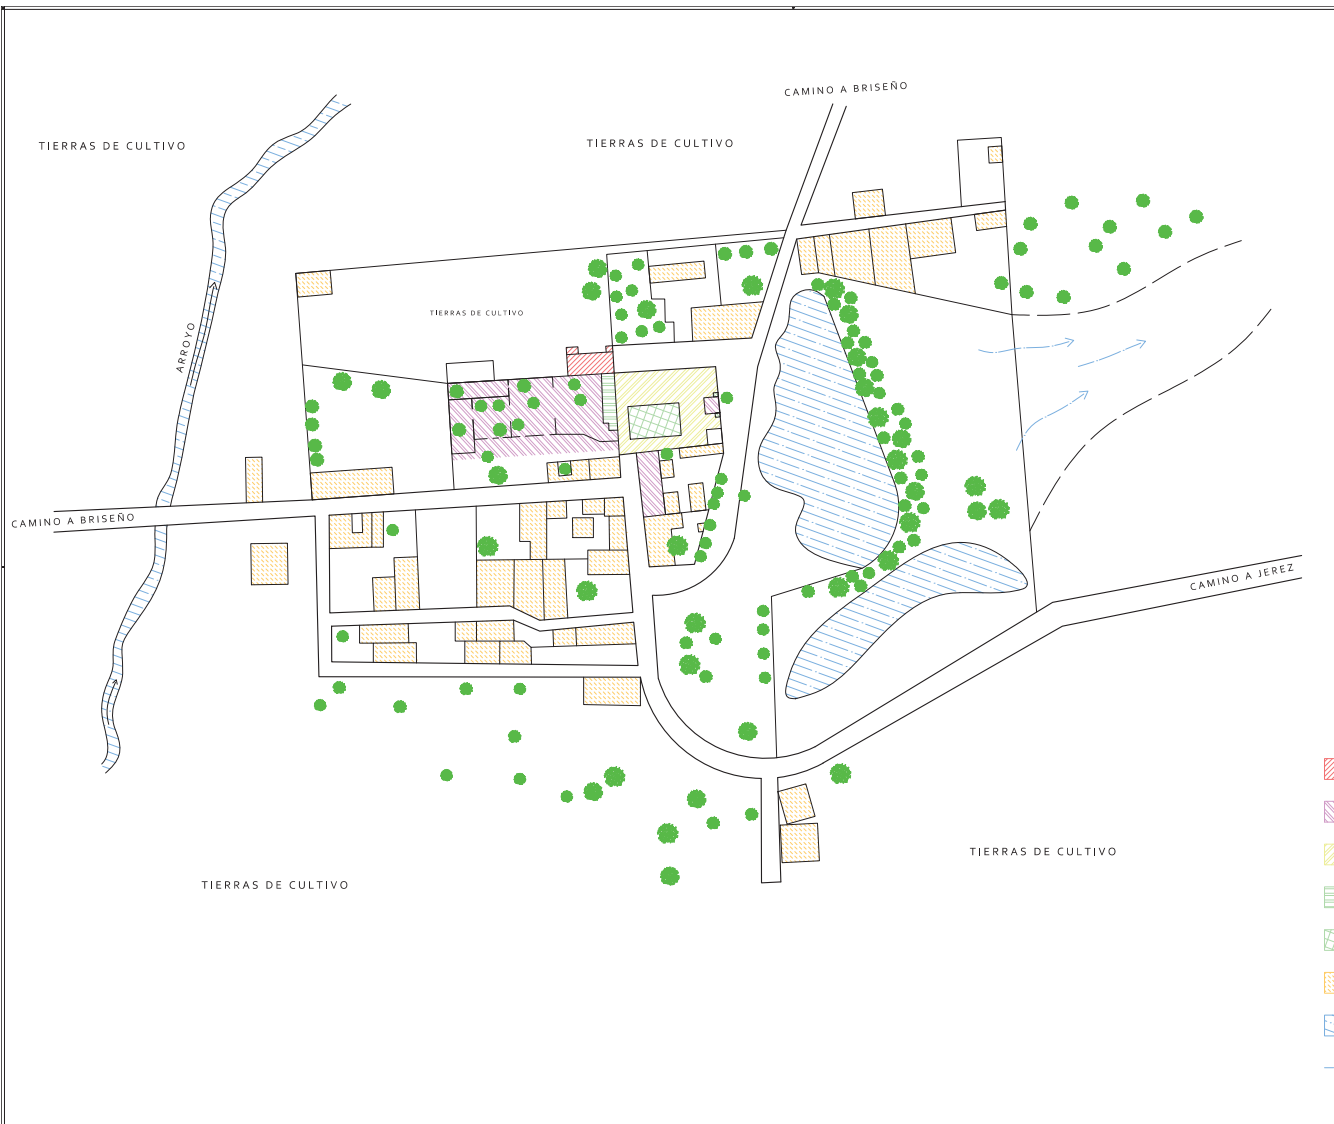 CAMINO A BRISEÑO
TIERRAS DE CULTIVO
TIERRAS DE CULTIVO
TIERRAS DE CULTIVO
ARROYO
CAMINO A BRISEÑO
CAMINO A JEREZ
TIERRAS DE CULTIVO
TIERRAS DE CULTIVO